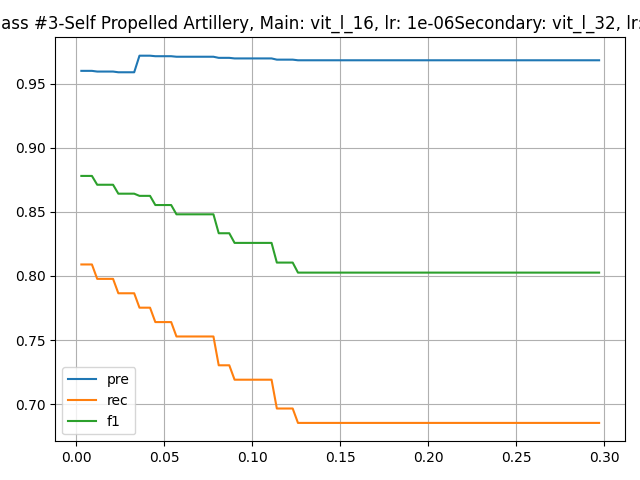 ass #3-Self Propelled Artillery, Main: vit_l_16, lr: 1e-06Secondary: vit_l_32, lr:
0.95
0.90
0.85
0.80
0.75
0.70
pre
rec
f1
0.00 0.05 0.10 0.15 0.20 0.25 0.30